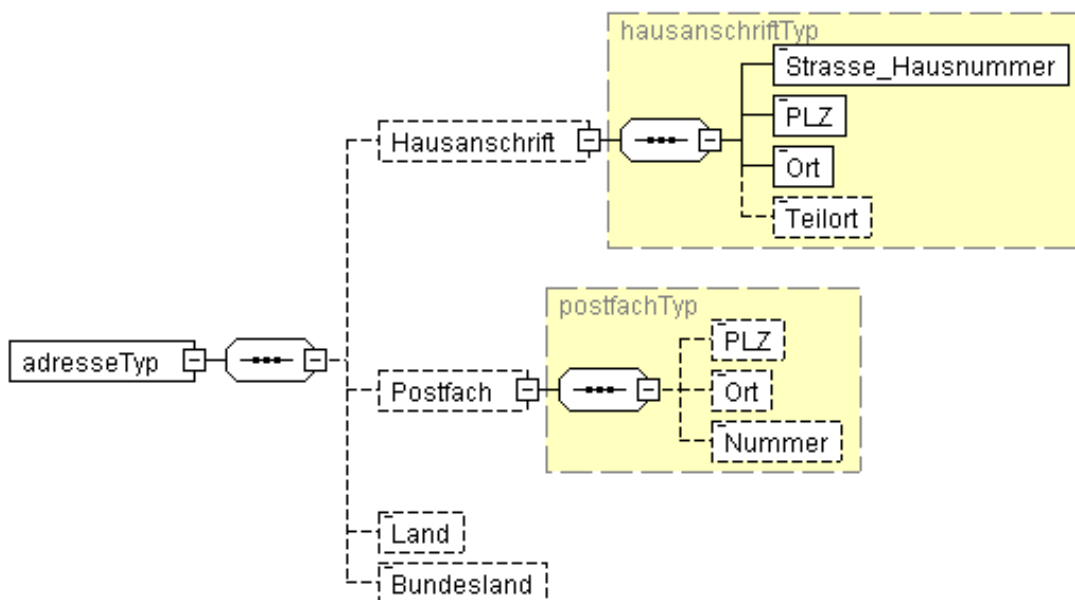 hausanschriftTyp
Strasse_Hausnummer
PLZ
Hausanschrift
Ort
Teilort
postfachTyp
PLZ
adresseTyp
Postfach
Ort
Nummer
Land
Bundesland